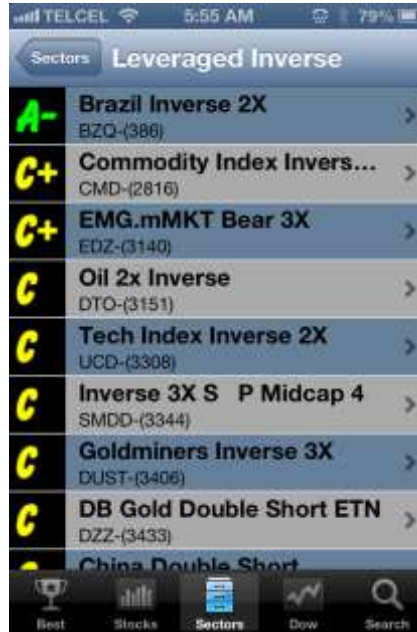 TELCEL 5:55 AM 79%
Sectors Leveraged Inverse
A- Brazil Inverse 2X
BZQ-(386)
C+ Commodity Index Invers...
CMD-(2816)
C+ EMG.mMKT Bear 3X
EDZ-(3140)
C Oil 2x Inverse
DTO-(3151)
C Tech Index Inverse 2X
UCD-(3308)
C Inverse 3X S P Midcap 4
SMDD-(3344)
C Goldminers Inverse 3X
DUST-(3406)
C DB Gold Double Short ETN
DZZ-(3433)
China Double Short
Best Stocks Sectors Dow Search